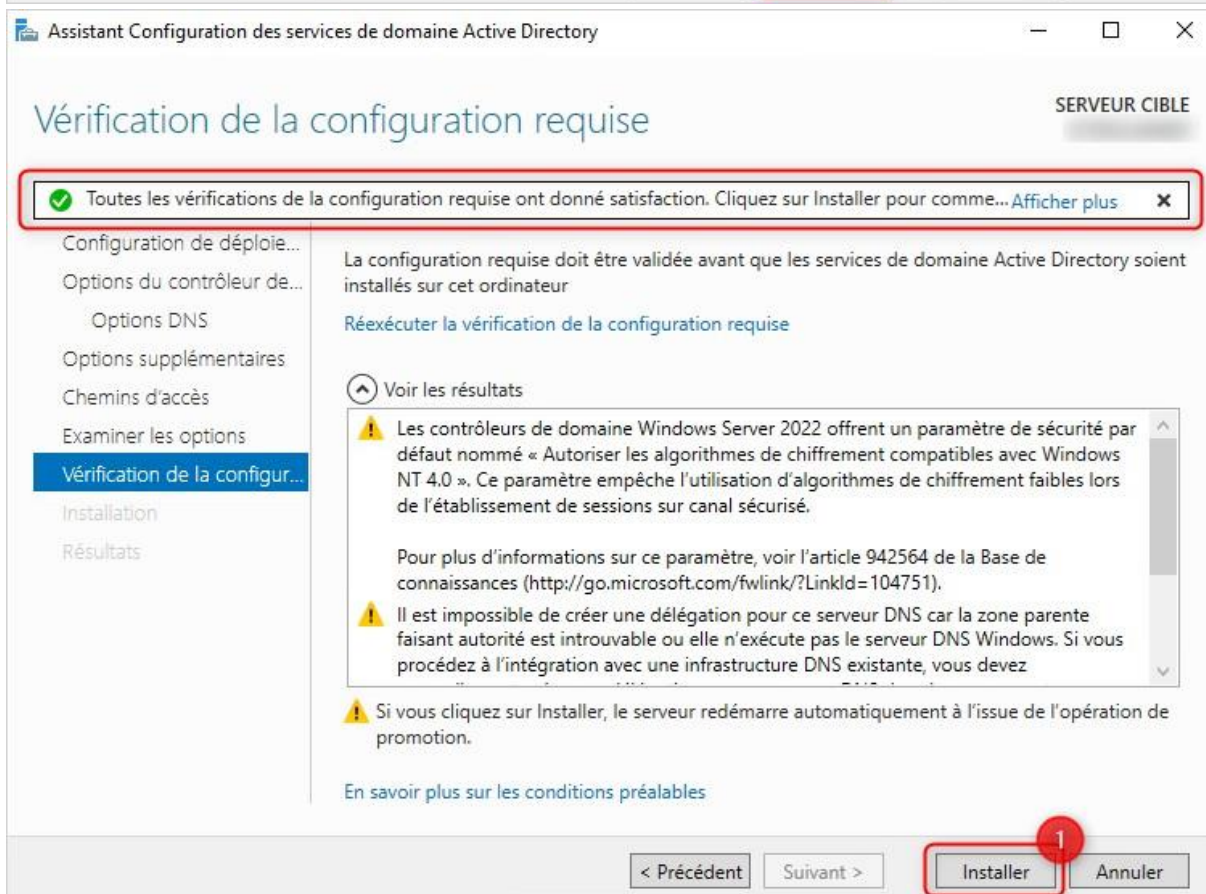 Assistant Configuration des services de domaine Active Directory
Vérification de la configuration requise
SERVEUR CIBLE
Toutes les vérifications de la configuration requise ont donné satisfaction. Cliquez sur Installer pour comme... Afficher plus
Configuration de déploie...
Options du contrôleur de...
Options DNS
Options supplémentaires
Chemins d'accès
Examiner les options
Vérification de la configur...
Installation
Résultats
La configuration requise doit être validée avant que les services de domaine Active Directory soient
installés sur cet ordinateur
Réexécuter la vérification de la configuration requise
Voir les résultats
Les contrôleurs de domaine Windows Server 2022 offrent un paramètre de sécurité par
défaut nommé « Autoriser les algorithmes de chiffrement compatibles avec Windows
NT 4.0 ». Ce paramètre empêche l'utilisation d'algorithmes de chiffrement faibles lors
de l'établissement de sessions sur canal sécurisé.
Pour plus d'informations sur ce paramètre, voir l'article 942564 de la Base de
connaissances (http://go.microsoft.com/fwlink/?LinkId=104751).
Il est impossible de créer une délégation pour ce serveur DNS car la zone parente
faisant autorité est introuvable ou elle n'exécute pas le serveur DNS Windows. Si vous
procédez à l'intégration avec une infrastructure DNS existante, vous devez
Si vous cliquez sur Installer, le serveur redémarre automatiquement à l'issue de l'opération de
promotion.
En savoir plus sur les conditions préalables
1
< Précédent
Suivant >
Installer
Annuler